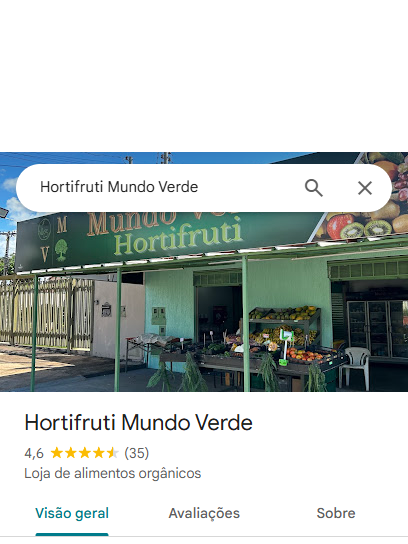 Hortifruti Mundo Verde
M
V
Mundo Ve
Hortifruti
Hortifruti Mundo Verde
4,6 (35)
Loja de alimentos orgânicos
Visão geral Avaliações Sobre